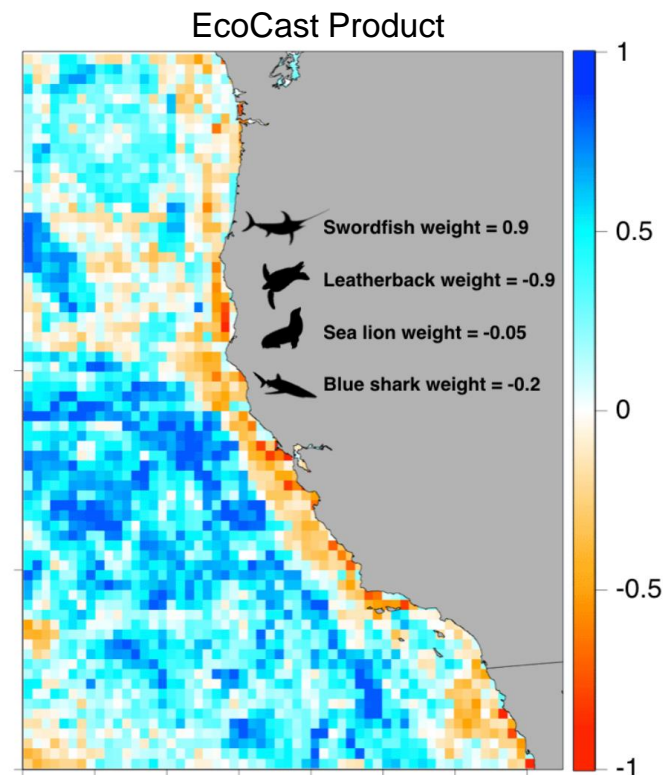 EcoCast Product
1
0.5
0
-0.5
-1
Swordfish weight = 0.9
Leatherback weight = -0.9
Sea lion weight = -0.05
Blue shark weight = -0.2